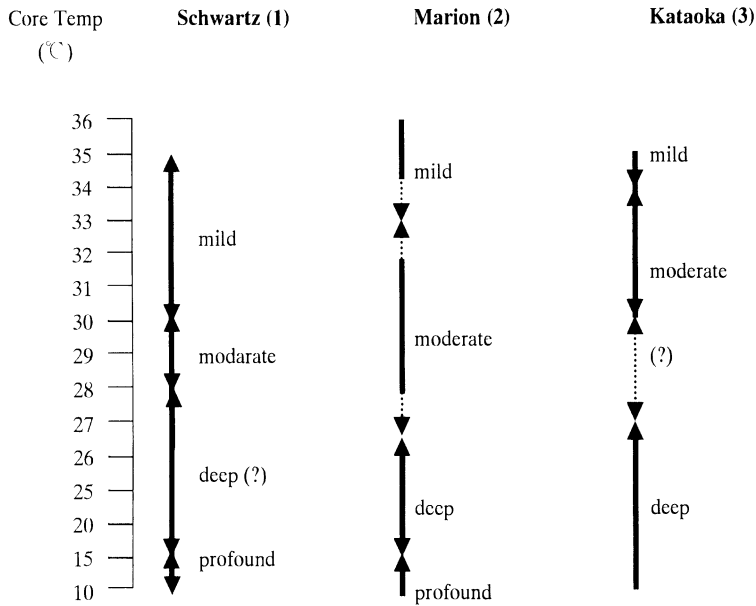 Core Temp Schwartz (1) Marion (2) Kataoka (3)
(℃)
36
35 mild
34 mild
33
32 mild
31 moderate
30
29 modarate moderate (?)
28
27
26
25 deep (?)
20 deep deep
15 profound
10 profound